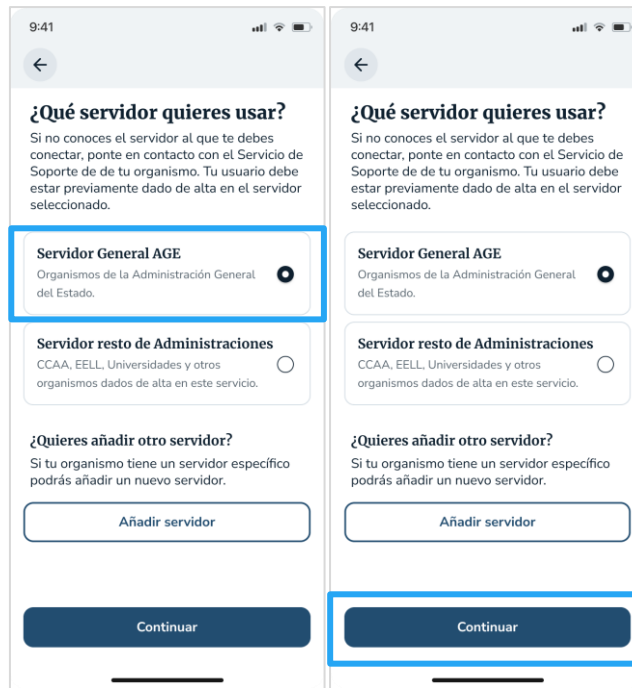 9:41
¿Qué servidor quieres usar?
Si no conoces el servidor al que te debes
conectar, ponte en contacto con el Servicio de
Soporte de de tu organismo. Tu usuario debe
estar previamente dado de alta en el servidor
seleccionado.
Servidor General AGE
Organismos de la Administración General
del Estado.
Servidor resto de Administraciones
CCAA, EELL, Universidades y otros
organismos dados de alta en este servicio.
¿Quieres añadir otro servidor?
Si tu organismo tiene un servidor específico
podrás añadir un nuevo servidor.
Añadir servidor
Continuar
9:41
¿Qué servidor quieres usar?
Si no conoces el servidor al que te debes
conectar, ponte en contacto con el Servicio de
Soporte de de tu organismo. Tu usuario debe
estar previamente dado de alta en el servidor
seleccionado.
Servidor General AGE
Organismos de la Administración General
del Estado.
Servidor resto de Administraciones
CCAA, EELL, Universidades y otros
organismos dados de alta en este servicio.
¿Quieres añadir otro servidor?
Si tu organismo tiene un servidor específico
podrás añadir un nuevo servidor.
Añadir servidor
Continuar